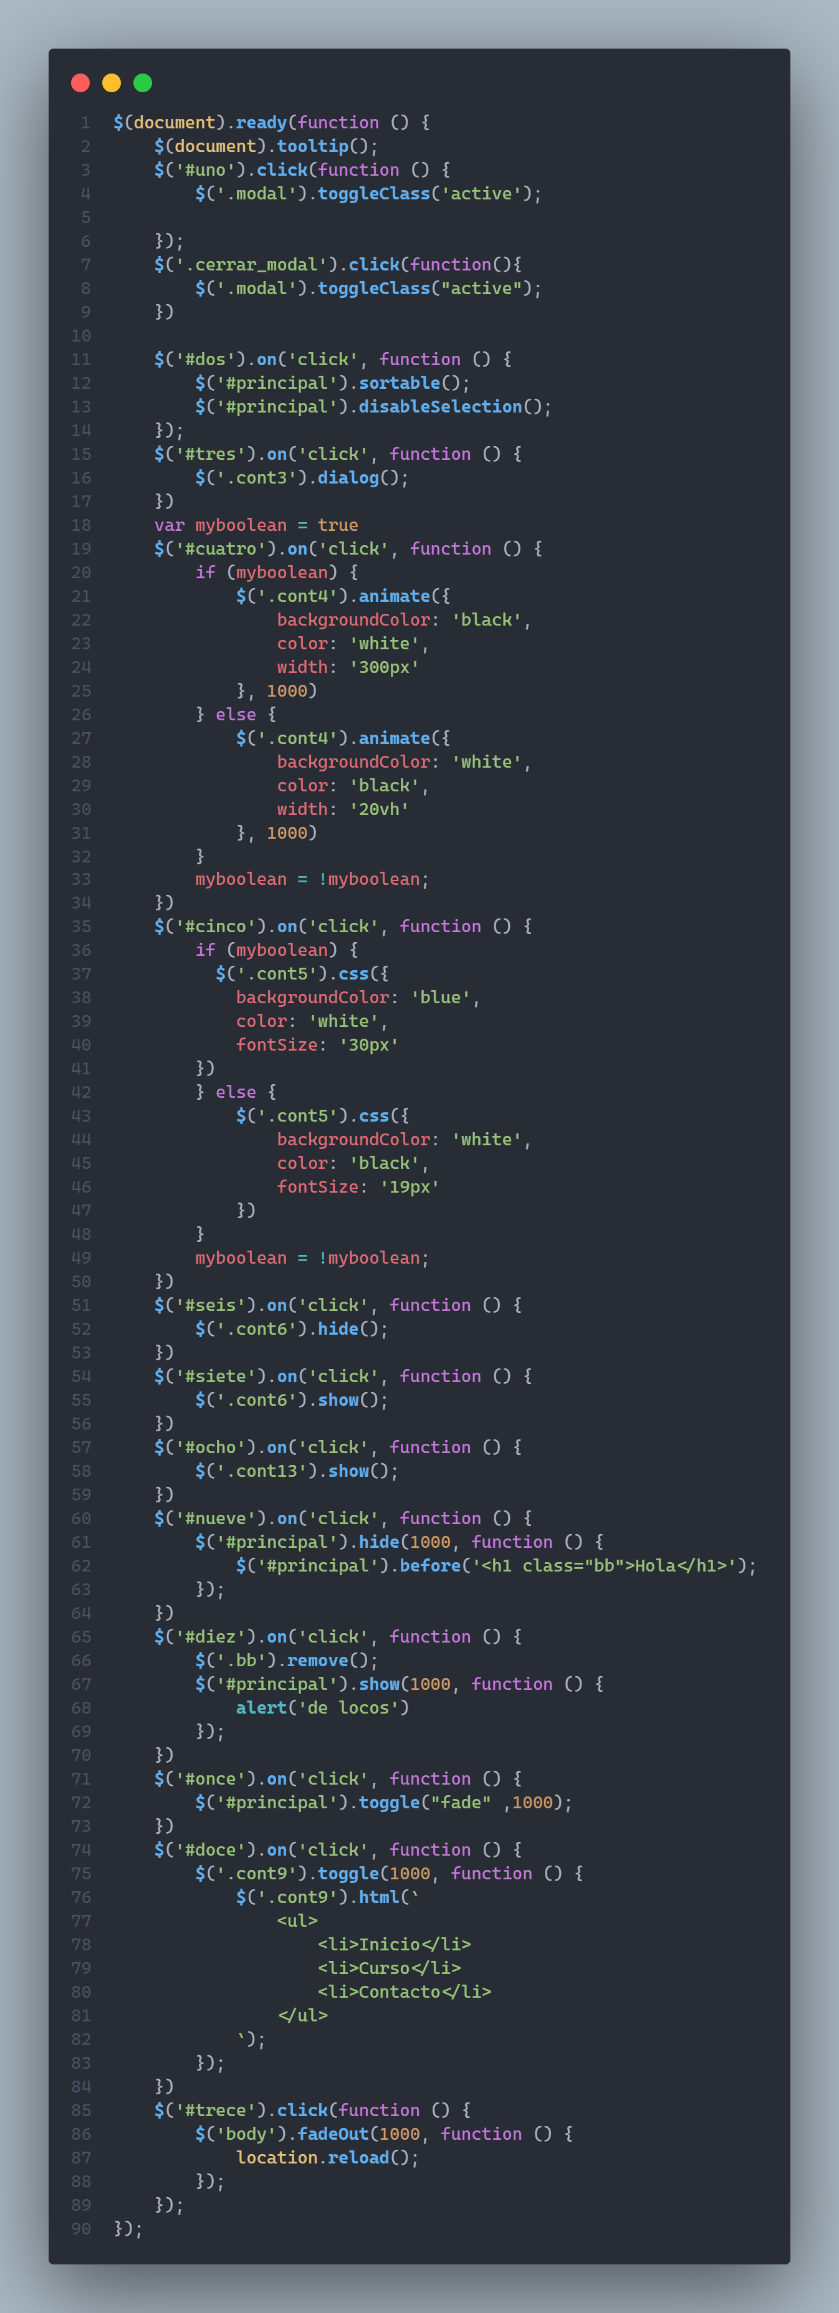 1 $(document).ready(function () {
2     $(document).tooltip();
3     $('#uno').click(function () {
4         $('.modal').toggleClass('active');
5
6     });
7     $('.cerrar_modal').click(function(){
8         $('.modal').toggleClass("active");
9     })
10
11     $('#dos').on('click', function () {
12         $('#principal').sortable();
13         $('#principal').disableSelection();
14     });
15     $('#tres').on('click', function () {
16         $('.cont3').dialog();
17     })
18     var myboolean = true
19     $('#cuatro').on('click', function () {
20         if (myboolean) {
21             $('.cont4').animate({
22                 backgroundColor: 'black',
23                 color: 'white',
24                 width: '300px'
25             }, 1000)
26         } else {
27             $('.cont4').animate({
28                 backgroundColor: 'white',
29                 color: 'black',
30                 width: '20vh'
31             }, 1000)
32         }
33         myboolean = !myboolean;
34     })
35     $('#cinco').on('click', function () {
36         if (myboolean) {
37           $('.cont5').css({
38             backgroundColor: 'blue',
39             color: 'white',
40             fontSize: '30px'
41         })
42         } else {
43             $('.cont5').css({
44                 backgroundColor: 'white',
45                 color: 'black',
46                 fontSize: '19px'
47             })
48         }
49         myboolean = !myboolean;
50     })
51     $('#seis').on('click', function () {
52         $('.cont6').hide();
53     })
54     $('#siete').on('click', function () {
55         $('.cont6').show();
56     })
57     $('#ocho').on('click', function () {
58         $('.cont13').show();
59     })
60     $('#nueve').on('click', function () {
61         $('#principal').hide(1000, function () {
62             $('#principal').before('<h1 class="bb">Hola</h1>');
63         });
64     })
65     $('#diez').on('click', function () {
66         $('.bb').remove();
67         $('#principal').show(1000, function () {
68             alert('de locos')
69         });
70     })
71     $('#once').on('click', function () {
72         $('#principal').toggle("fade" ,1000);
73     })
74     $('#doce').on('click', function () {
75         $('.cont9').toggle(1000, function () {
76             $('.cont9').html(`
77                 <ul>
78                     <li>Inicio</li>
79                     <li>Curso</li>
80                     <li>Contacto</li>
81                 </ul>
82             `);
83         });
84     })
85     $('#trece').click(function () {
86         $('body').fadeOut(1000, function () {
87             location.reload();
88         });
89     });
90 });